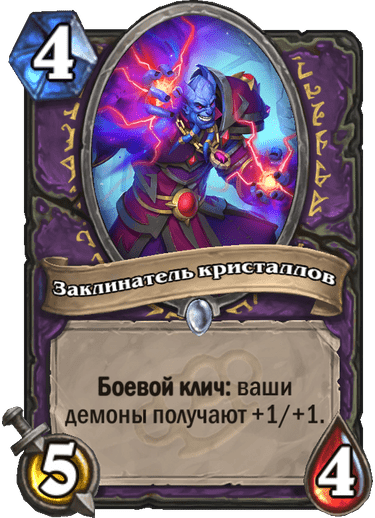 4
Заклинатель кристаллов
Боевой клич: ваши
демоны получают +1/+1.
5
4